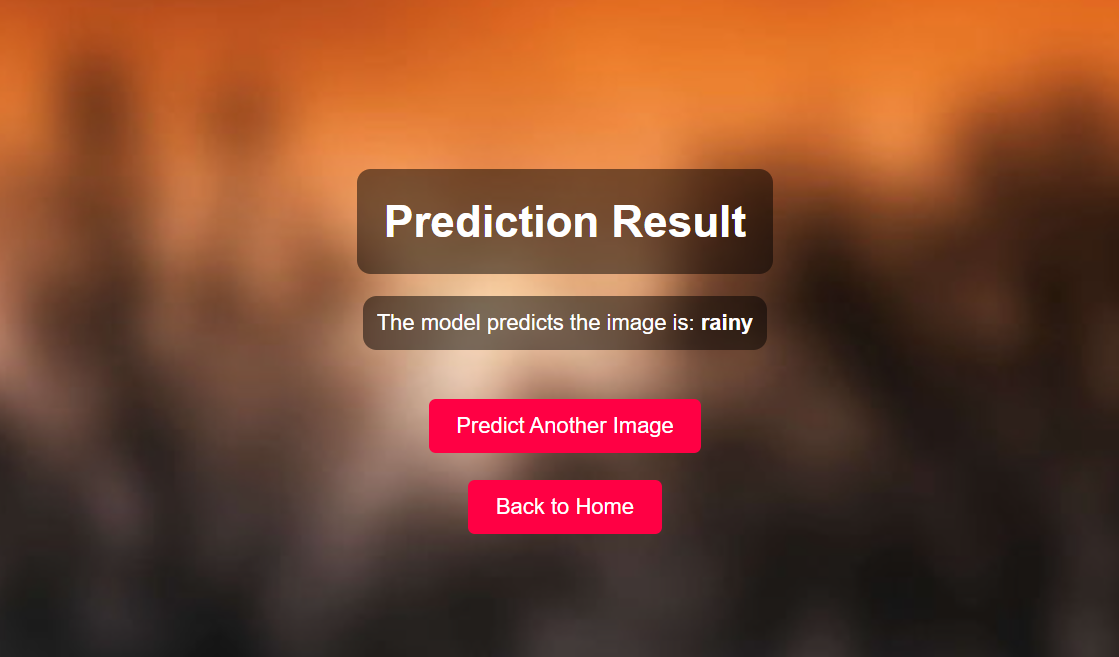 Prediction Result
The model predicts the image is: rainy
Predict Another Image
Back to Home